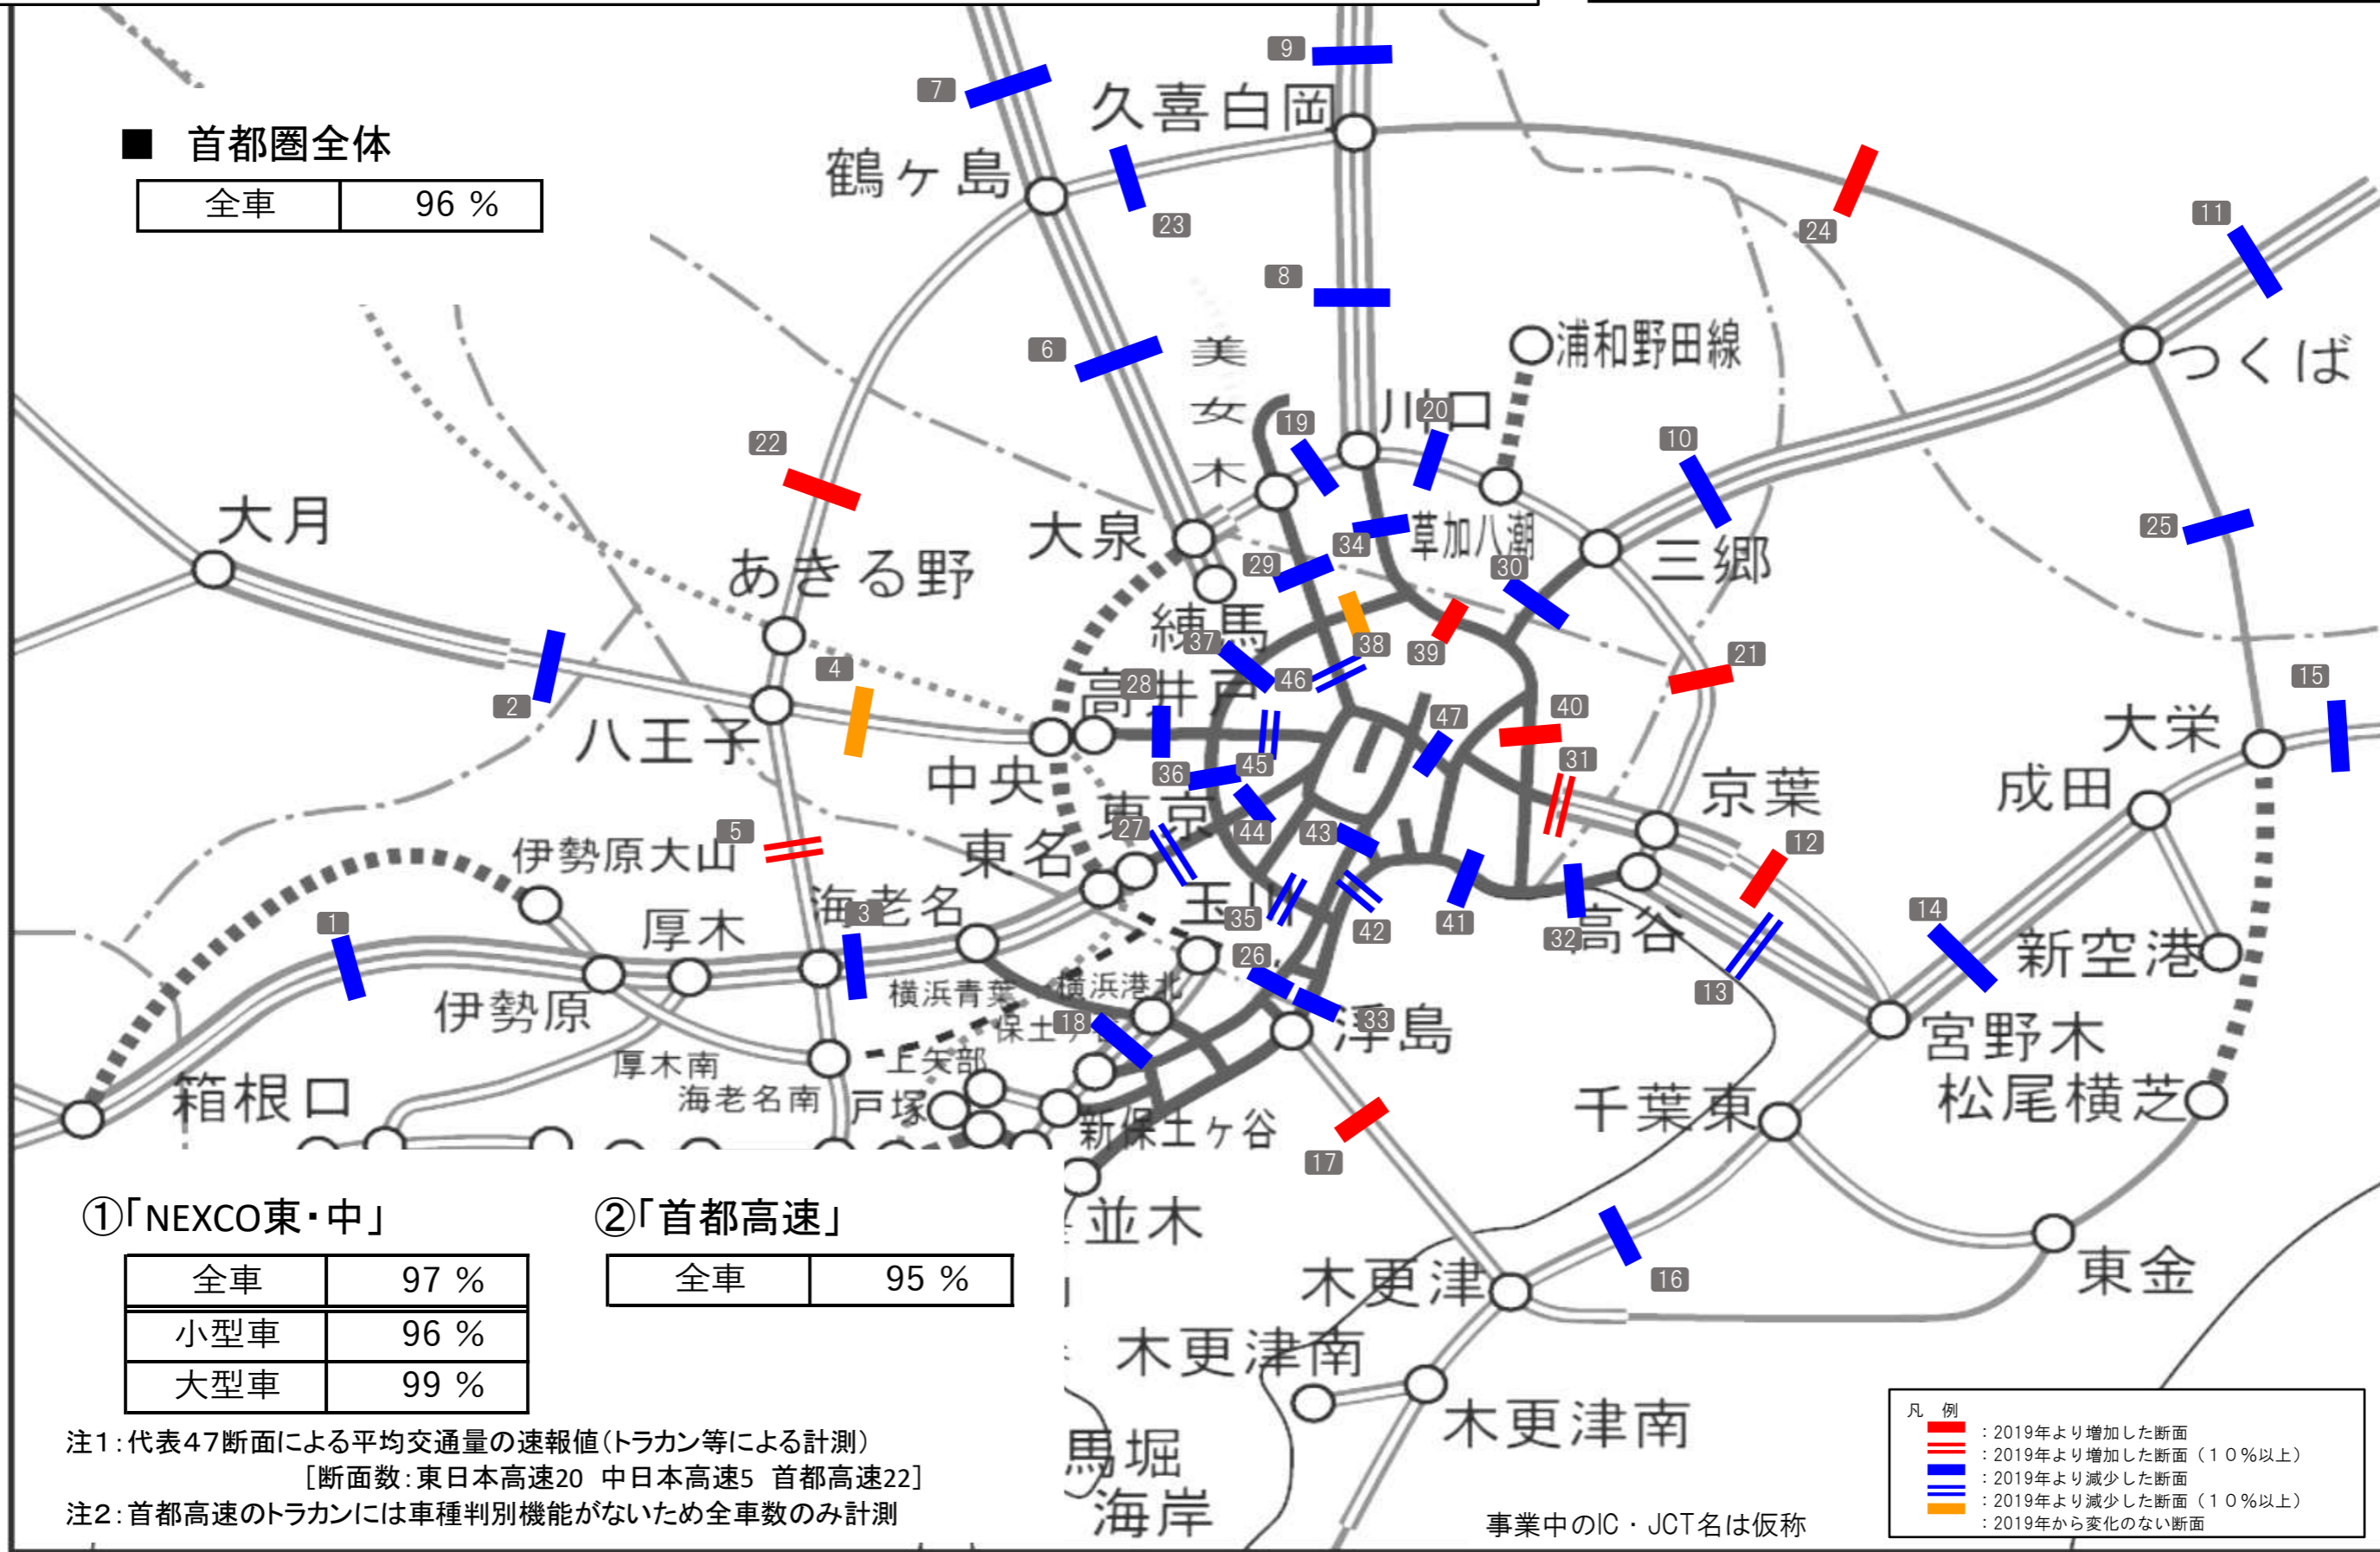 ■ 首都圏全体
全車 96 %
9
7
久喜白岡
鶴ヶ島
23
24
11
8
6
美女木
浦和野田線
つくば
川口
19
20
22
10
大月
大泉
34
草加八潮
25
あきる野
29
30
三郷
練馬
37
38
39
21
4
2
高井戸
28
46
47
40
15
八王子
大栄
中央
36
45
31
京葉
成田
5
伊勢原大山
東名
東京
27
44
43
12
海老名
3
玉川
35
42
41
32
高谷
14
1
厚木
新空港
26
13
伊勢原
横浜青葉
横浜港北
18
保土ヶ谷
33
浮島
宮野木
厚木南
上矢部
海老名南
戸塚
箱根口
新保土ヶ谷
千葉東
松尾横芝
17
並木
16
木更津
東金
木更津南
木更津南
馬堀
海岸
①「NEXCO東・中」
全車 97 %
小型車 96 %
大型車 99 %
②「首都高速」
全車 95 %
注1:代表47断面による平均交通量の速報値(トラカン等による計測)
[断面数:東日本高速20 中日本高速5 首都高速22]
注2:首都高速のトラカンには車種判別機能がないため全車数のみ計測
事業中のIC・JCT名は仮称
凡 例
:2019年より増加した断面
:2019年より増加した断面(10%以上)
:2019年より減少した断面
:2019年より減少した断面(10%以上)
:2019年から変化のない断面